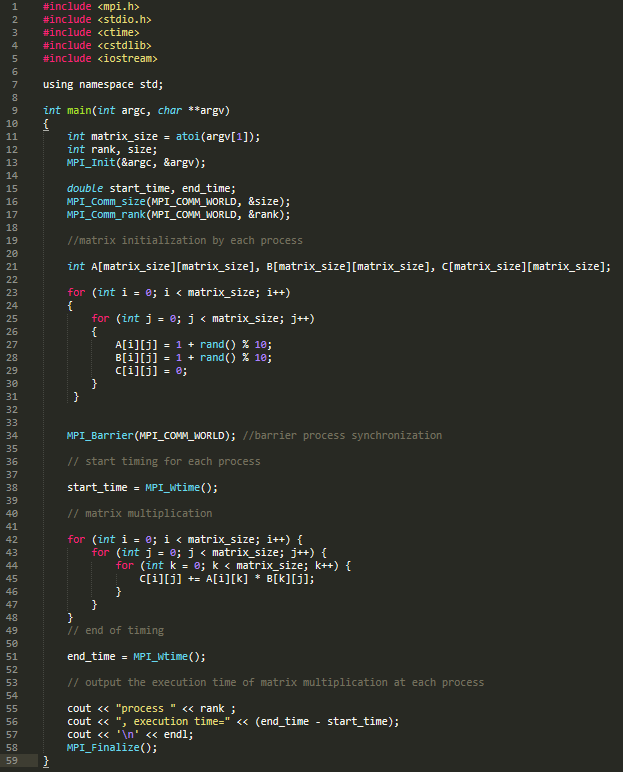 1 #include <mpi.h>
2 #include <stdio.h>
3 #include <ctime>
4 #include <cstdlib>
5 #include <iostream>
6
7 using namespace std;
8
9 int main(int argc, char **argv)
10 {
11     int matrix_size = atoi(argv[1]);
12     int rank, size;
13     MPI_Init(&argc, &argv);
14
15     double start_time, end_time;
16     MPI_Comm_size(MPI_COMM_WORLD, &size);
17     MPI_Comm_rank(MPI_COMM_WORLD, &rank);
18
19     //matrix initialization by each process
20
21     int A[matrix_size][matrix_size], B[matrix_size][matrix_size], C[matrix_size][matrix_size];
22
23     for (int i = 0; i < matrix_size; i++)
24     {
25         for (int j = 0; j < matrix_size; j++)
26         {
27             A[i][j] = 1 + rand() % 10;
28             B[i][j] = 1 + rand() % 10;
29             C[i][j] = 0;
30         }
31      }
32
33
34     MPI_Barrier(MPI_COMM_WORLD); //barrier process synchronization
35
36     // start timing for each process
37
38     start_time = MPI_Wtime();
39
40     // matrix multiplication
41
42     for (int i = 0; i < matrix_size; i++) {
43         for (int j = 0; j < matrix_size; j++) {
44             for (int k = 0; k < matrix_size; k++) {
45                 C[i][j] += A[i][k] * B[k][j];
46             }
47         }
48     }
49     // end of timing
50
51     end_time = MPI_Wtime();
52
53     // output the execution time of matrix multiplication at each process
54
55     cout << "process " << rank ;
56     cout << ", execution time=" << (end_time - start_time);
57     cout << '\n' << endl;
58     MPI_Finalize();
59 }